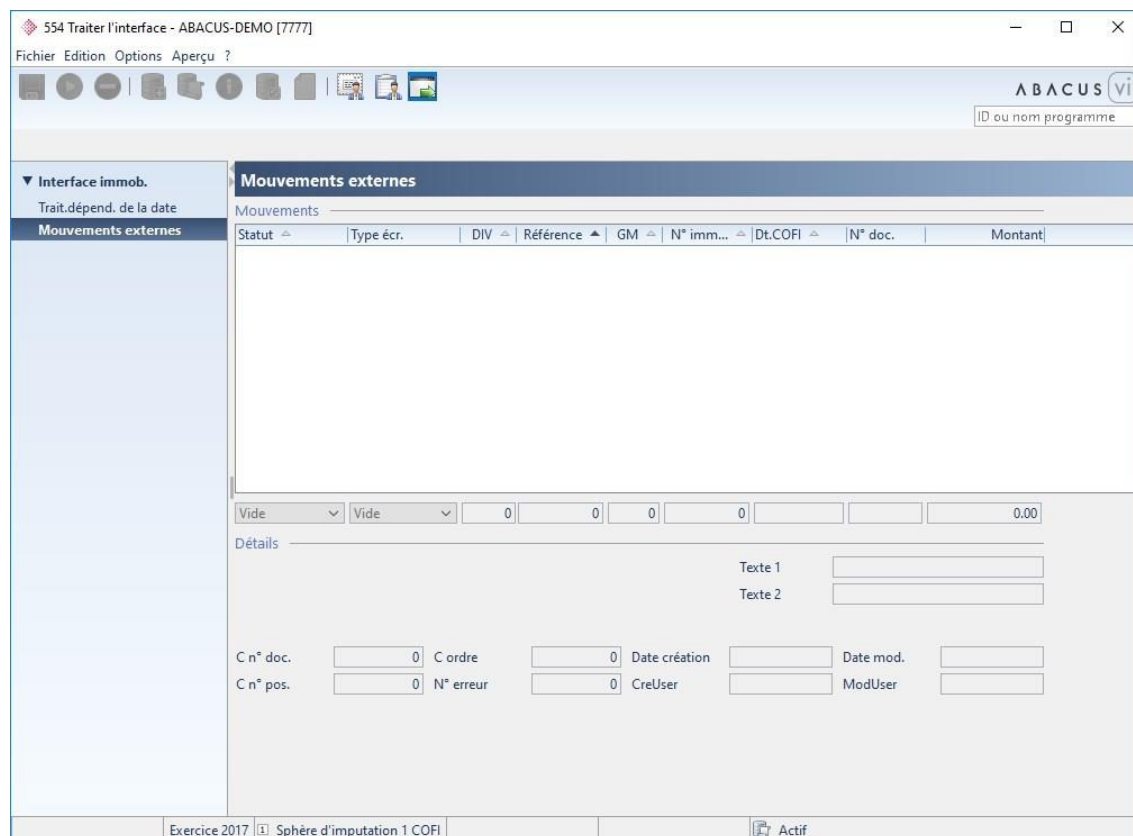 554 Traiter l'interface - ABACUS-DEMO [7777]
Fichier Edition Options Aperçu ?
ABACUS vi
ID ou nom programme
Interface immob.
Trait.dépend. de la date
Mouvements externes
Mouvements externes
Mouvements
Statut Type écr. DIV Référence GM N° imm... Dt.COFI N° doc. Montant
Vide Vide 0 0 0 0 0.00
Détails
Texte 1
Texte 2
C n° doc. 0 C ordre 0 Date création Date mod.
C n° pos. 0 N° erreur 0 CreUser ModUser
Exercice 2017 1 Sphère d'imputation 1 COFI Actif